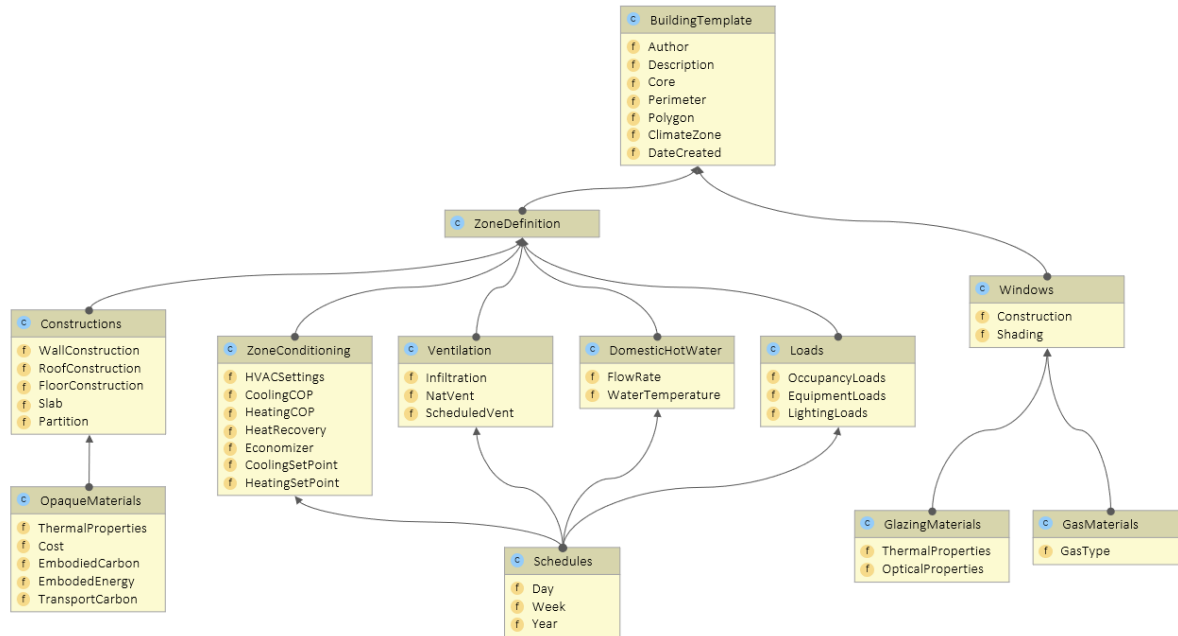 C BuildingTemplate
f Author
f Description
f Core
f Perimeter
f Polygon
f ClimateZone
f DateCreated
C ZoneDefinition
C Constructions
f WallConstruction
f RoofConstruction
f FloorConstruction
f Slab
f Partition
C ZoneConditioning
f HVACSettings
f CoolingCOP
f HeatingCOP
f HeatRecovery
f Economizer
f CoolingSetPoint
f HeatingSetPoint
C Ventilation
f Infiltration
f NatVent
f ScheduledVent
C DomesticHotWater
f FlowRate
f WaterTemperature
C Loads
f OccupancyLoads
f EquipmentLoads
f LightingLoads
C Windows
f Construction
f Shading
C OpaqueMaterials
f ThermalProperties
f Cost
f EmbodiedCarbon
f EmbodedEnergy
f TransportCarbon
C Schedules
f Day
f Week
f Year
C GlazingMaterials
f ThermalProperties
f OpticalProperties
C GasMaterials
f GasType